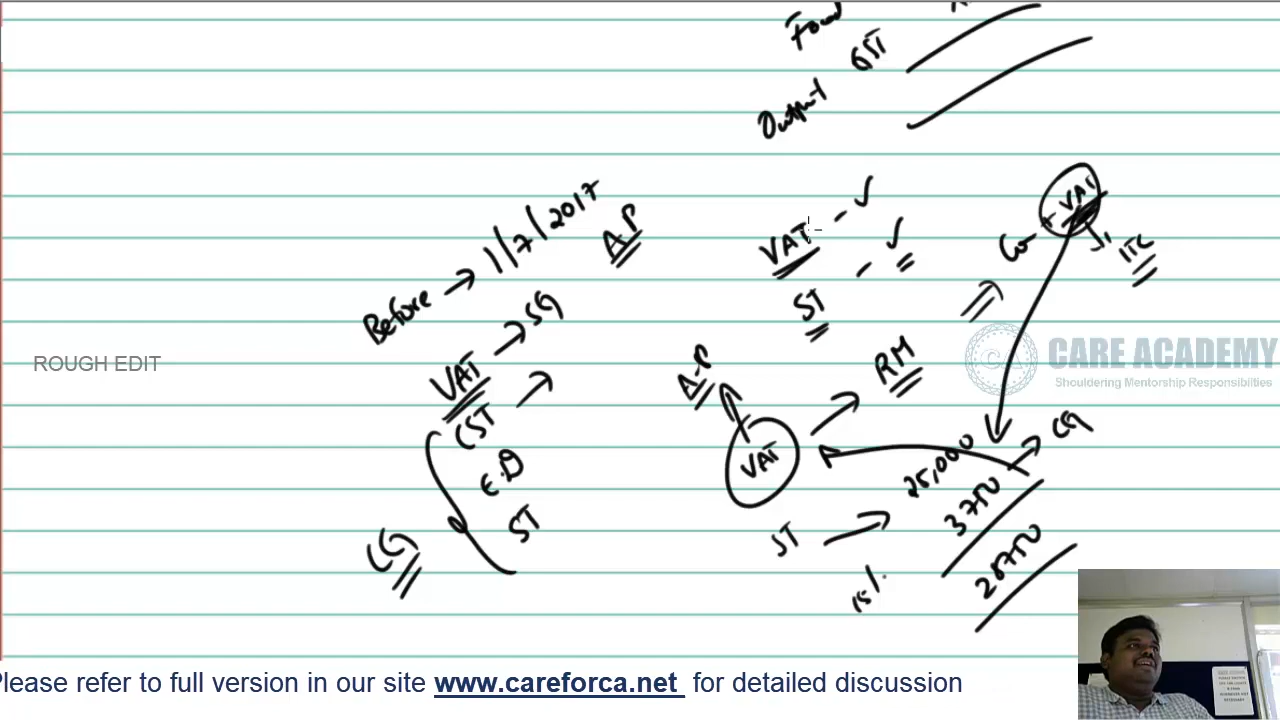 Food
Output GST
Before → 1/7/2017
A.P
VAT → SG
CST →
E.D
ST
CG
VAT - ✓
ST - ✓
A.P
VAT → RM ⇒
+ VAT
ITC
ST → 25,000
15%
3750 → CG
28750
ROUGH EDIT
CA
CARE ACADEMY
Shouldering Mentorship Responsibilties
Please refer to full version in our site www.careforca.net for detailed discussion